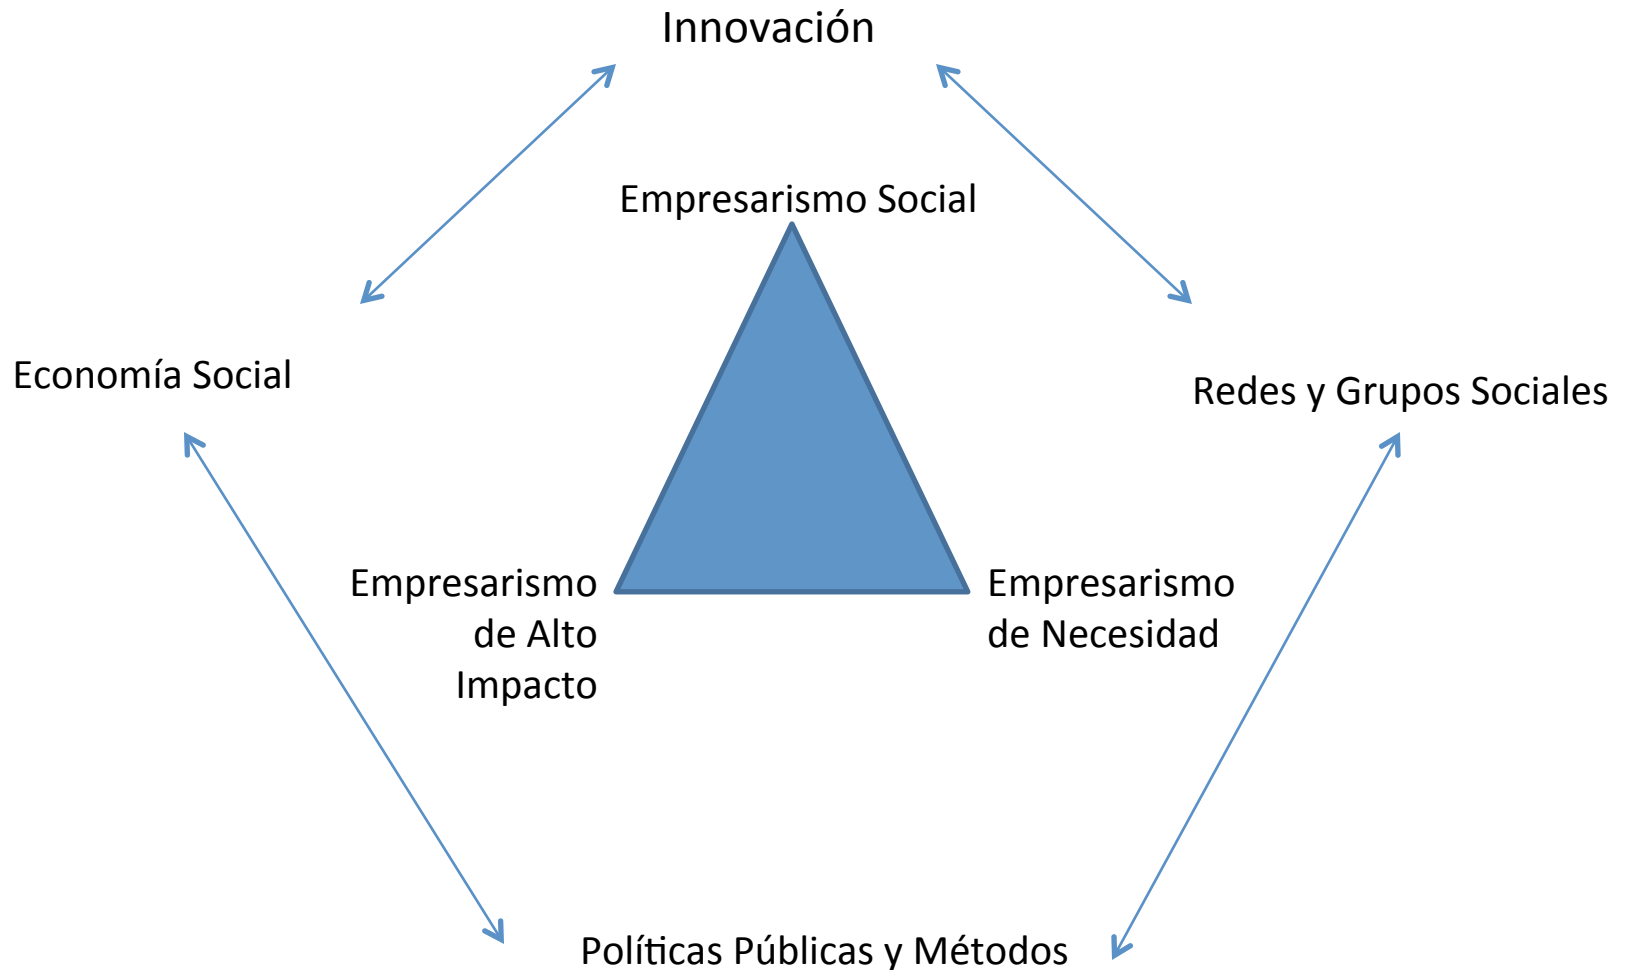 Innovación
Empresarismo Social
Economía Social
Redes y Grupos Sociales
Empresarismo
de Alto
Impacto
Empresarismo
de Necesidad
Políticas Públicas y Métodos